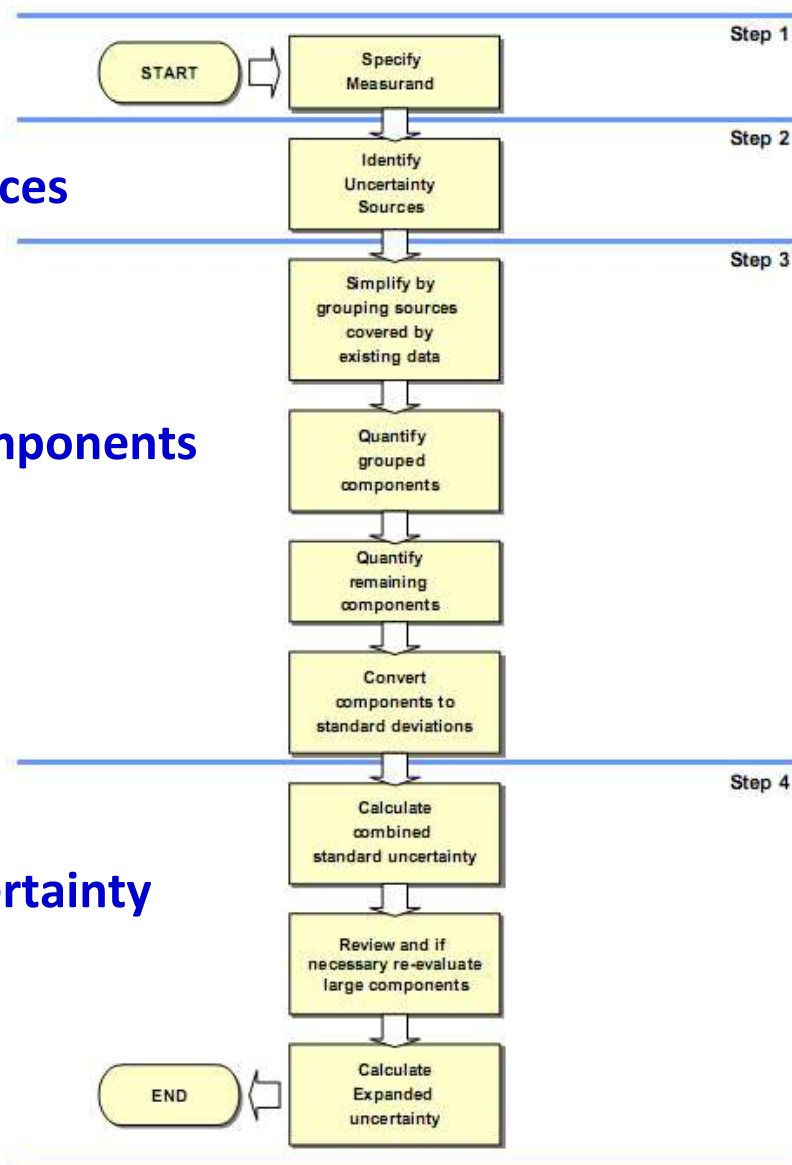 Step 1
START
Specify
Measurand
Step 2
Identify
Uncertainty
Sources
ces
Step 3
Simplify by
grouping sources
covered by
existing data
mponents
Quantify
grouped
components
Quantify
remaining
components
Convert
components to
standard deviations
Step 4
Calculate
combined
standard uncertainty
ertainty
Review and if
necessary re-evaluate
large components
END
Calculate
Expanded
uncertainty